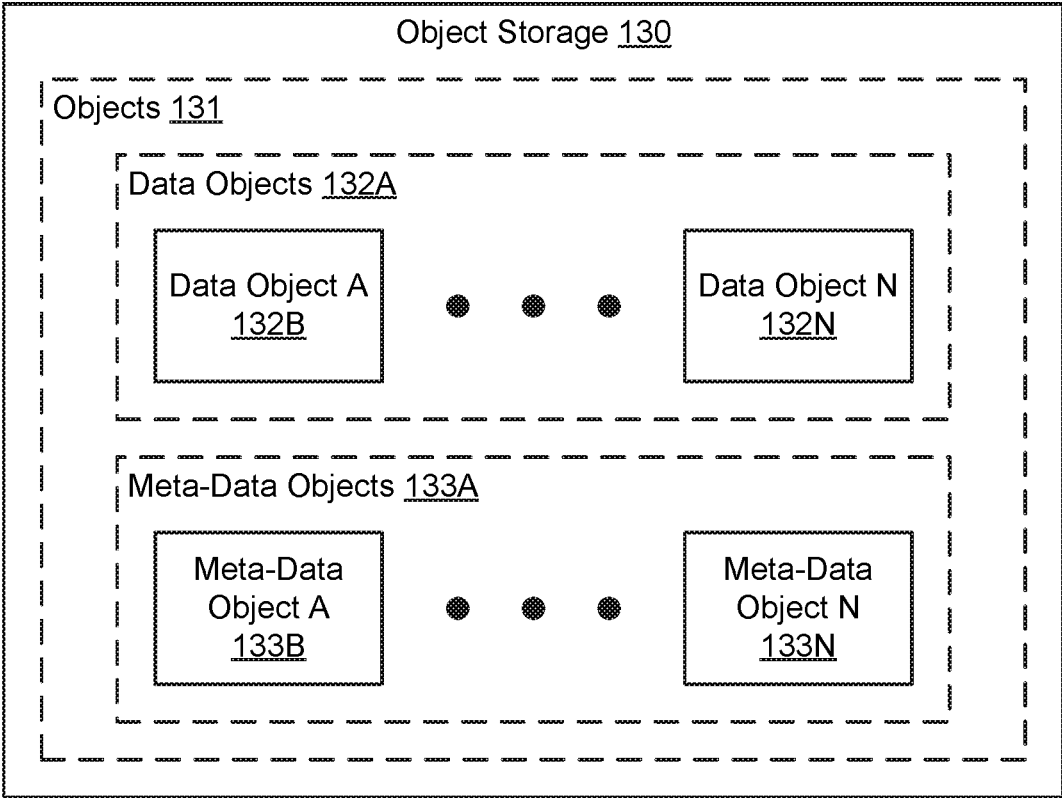 Object Storage 130
Objects 131
Data Objects 132A
Data Object A
132B
Data Object N
132N
Meta-Data Objects 133A
Meta-Data
Object A
133B
Meta-Data
Object N
133N